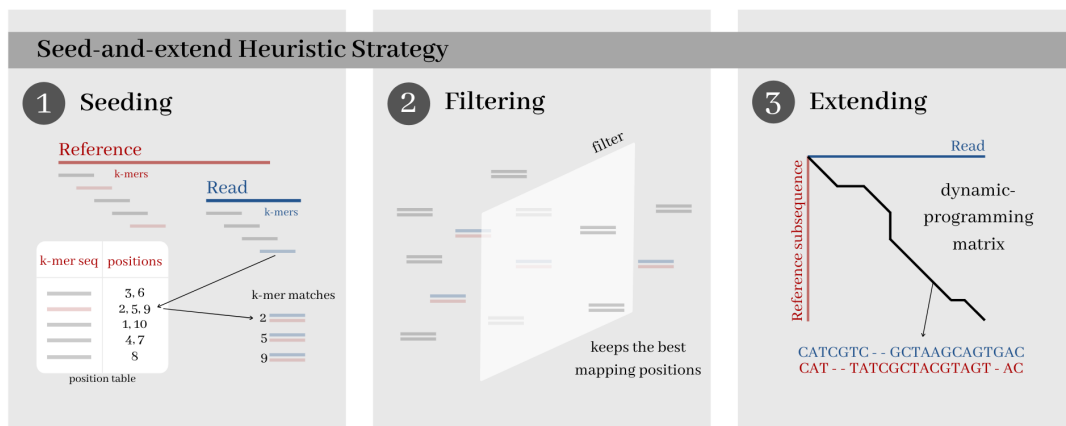 Seed-and-extend Heuristic Strategy
1 Seeding
Reference
k-mers
Read
k-mers
k-mer seq positions
3, 6
2, 5, 9
1, 10
4, 7
8
position table
k-mer matches
2
5
9
2 Filtering
filter
keeps the best
mapping positions
3 Extending
Read
Reference subsequence
dynamic-
programming
matrix
CATCGTC - - GCTAAGCAGTGAC
CAT - - TATCGCTACGTAGT - AC